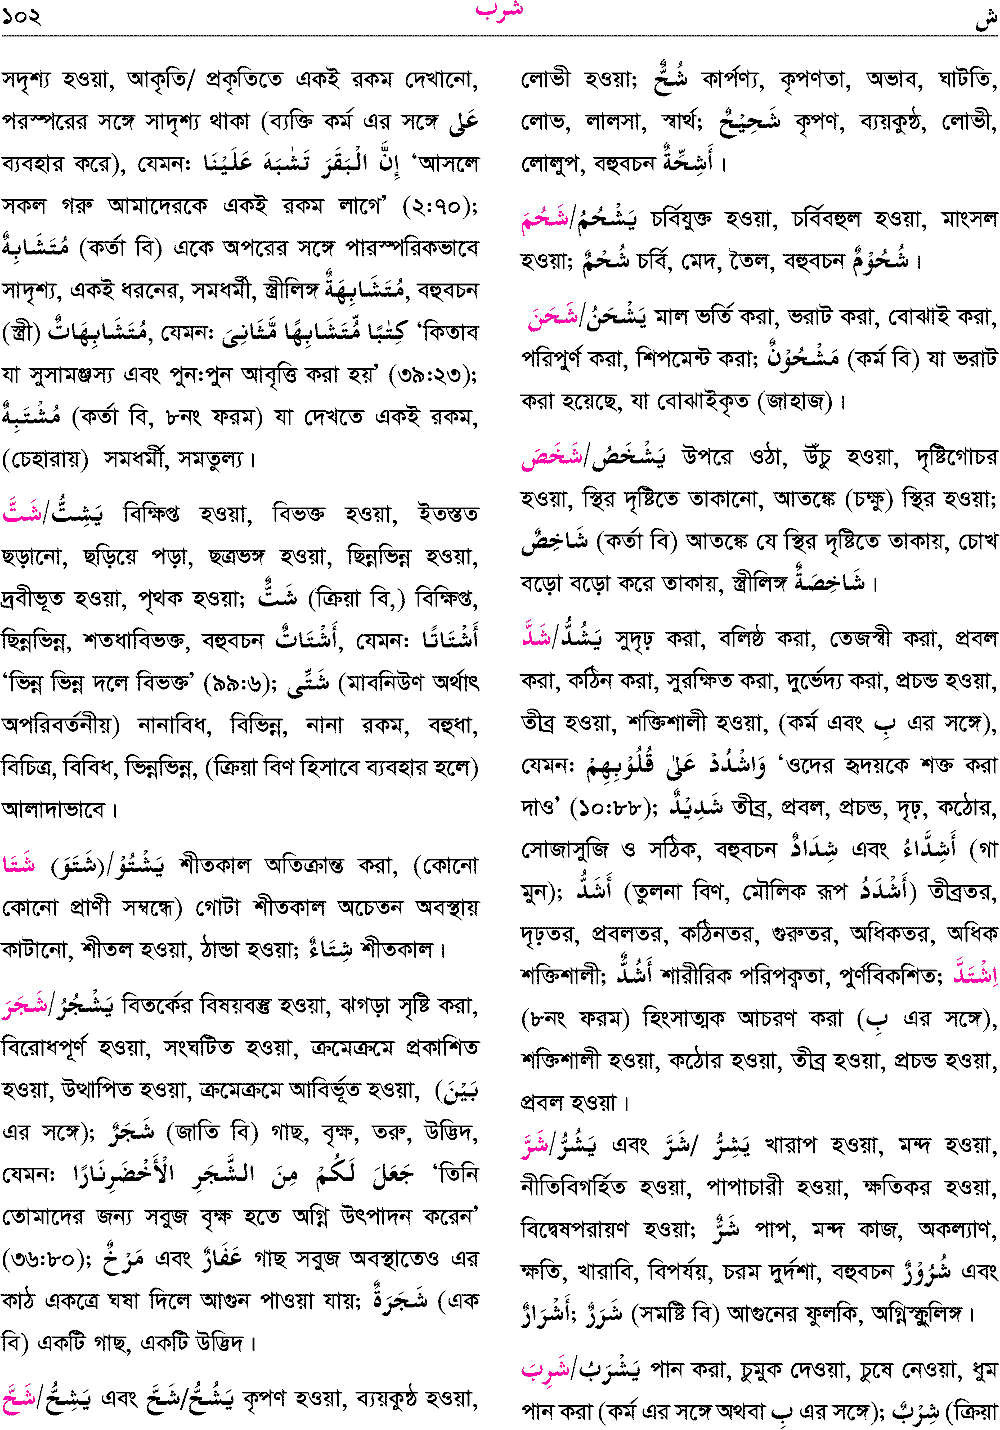 ১০২ شرب ش
সদৃশ্য হওয়া, আকৃতি/ প্রকৃতিতে একই রকম দেখানো,
পরস্পরের সঙ্গে সাদৃশ্য থাকা (ব্যক্তি কর্ম এর সঙ্গে عَلٰى
ব্যবহার করে), যেমন: إِنَّ الْبَقَرَ تَشٰبَهَ عَلَيْنَا ‘আসলে
সকল গরু আমাদেরকে একই রকম লাগে’ (২:৭০);
مُتَشَابِهٌ (কর্তা বি) একে অপরের সঙ্গে পারস্পরিকভাবে
সাদৃশ্য, একই ধরনের, সমধর্মী, স্ত্রীলিঙ্গ مُتَشَابِهَةٌ, বহুবচন
(স্ত্রী) مُتَشَابِهَاتٌ, যেমন: كِتٰبًا مُّتَشَابِهًا مَّثَانِىَ ‘কিতাব
যা সুসামঞ্জস্য এবং পুন:পুন আবৃত্তি করা হয়’ (৩৯:২৩);
مُشْتَبِهٌ (কর্তা বি, ৮নং ফরম) যা দেখতে একই রকম,
(চেহারায়) সমধর্মী, সমতুল্য।
شَتَّ/يَشِتُّ বিক্ষিপ্ত হওয়া, বিভক্ত হওয়া, ইতস্তত
ছড়ানো, ছড়িয়ে পড়া, ছত্রভঙ্গ হওয়া, ছিন্নভিন্ন হওয়া,
দ্রবীভূত হওয়া, পৃথক হওয়া; شَتٌّ (ক্রিয়া বি,) বিক্ষিপ্ত,
ছিন্নভিন্ন, শতধাবিভক্ত, বহুবচন أَشْتَاتٌ, যেমন: أَشْتَاتًا
‘ভিন্ন ভিন্ন দলে বিভক্ত’ (৯৯:৬); شَتّٰى (মাবনিউণ অর্থাৎ
অপরিবর্তনীয়) নানাবিধ, বিভিন্ন, নানা রকম, বহুধা,
বিচিত্র, বিবিধ, ভিন্নভিন্ন, (ক্রিয়া বিণ হিসাবে ব্যবহার হলে)
আলাদাভাবে।
شَتَا (شَتَوَ)/يَشْتُوْ শীতকাল অতিক্রান্ত করা, (কোনো
কোনো প্রাণী সম্বন্ধে) গোটা শীতকাল অচেতন অবস্থায়
কাটানো, শীতল হওয়া, ঠান্ডা হওয়া; شِتَاءٌ শীতকাল।
شَجَرَ/يَشْجُرُ বিতর্কের বিষয়বস্তু হওয়া, ঝগড়া সৃষ্টি করা,
বিরোধপূর্ণ হওয়া, সংঘটিত হওয়া, ক্রমেক্রমে প্রকাশিত
হওয়া, উত্থাপিত হওয়া, ক্রমেক্রমে আবির্ভূত হওয়া, (بَيْنَ
এর সঙ্গে); شَجَرٌ (জাতি বি) গাছ, বৃক্ষ, তরু, উদ্ভিদ,
যেমন: جَعَلَ لَكُمْ مِنَ الشَّجَرِ الْأَخْضَرِنَارًا ‘তিনি
তোমাদের জন্য সবুজ বৃক্ষ হতে অগ্নি উৎপাদন করেন’
(৩৬:৮০); مَرْخٌ এবং عَفَارٌ গাছ সবুজ অবস্থাতেও এর
কাঠ একত্রে ঘষা দিলে আগুন পাওয়া যায়; شَجَرَةٌ (এক
বি) একটি গাছ, একটি উদ্ভিদ।
شَحَّ/يَشِحُّ এবং شَحَّ/يَشُحُّ কৃপণ হওয়া, ব্যয়কুণ্ঠ হওয়া,
লোভী হওয়া; شُحٌّ কার্পণ্য, কৃপণতা, অভাব, ঘাটতি,
লোভ, লালসা, স্বার্থ; شَحِيْحٌ কৃপণ, ব্যয়কুণ্ঠ, লোভী,
লোলুপ, বহুবচন أَشِحَّةٌ।
شَحُمَ/يَشْحُمُ চর্বিযুক্ত হওয়া, চর্বিবহুল হওয়া, মাংসল
হওয়া; شُحْمٌ চর্বি, মেদ, তৈল, বহুবচন شُحُوْمٌ।
شَحَنَ/يَشْحَنُ মাল ভর্তি করা, ভরাট করা, বোঝাই করা,
পরিপুর্ণ করা, শিপমেন্ট করা; مَشْحُوْنٌ (কর্ম বি) যা ভরাট
করা হয়েছে, যা বোঝাইকৃত (জাহাজ)।
شَخَصَ/يَشْخَصُ উপরে ওঠা, উঁচু হওয়া, দৃষ্টিগোচর
হওয়া, স্থির দৃষ্টিতে তাকানো, আতঙ্কে (চক্ষু) স্থির হওয়া;
شَاخِصٌ (কর্তা বি) আতঙ্কে যে স্থির দৃষ্টিতে তাকায়, চোখ
বড়ো বড়ো করে তাকায়, স্ত্রীলিঙ্গ شَاخِصَةٌ।
شَدَّ/يَشُدُّ সুদৃঢ় করা, বলিষ্ঠ করা, তেজস্বী করা, প্রবল
করা, কঠিন করা, সুরক্ষিত করা, দুর্ভেদ্য করা, প্রচন্ড হওয়া,
তীব্র হওয়া, শক্তিশালী হওয়া, (কর্ম এবং بِ এর সঙ্গে),
যেমন: وَاشْدُدْ عَلٰى قُلُوْبِهِمْ ‘ওদের হৃদয়কে শক্ত করা
দাও’ (১০:৮৮); شَدِيْدٌ তীব্র, প্রবল, প্রচন্ড, দৃঢ়, কঠোর,
সোজাসুজি ও সঠিক, বহুবচন شِدَادٌ এবং أَشِدَّاءُ (গা
মুন); أَشَدُّ (তুলনা বিণ, মৌলিক রূপ أَشْدَدُ) তীব্রতর,
দৃঢ়তর, প্রবলতর, কঠিনতর, গুরুতর, অধিকতর, অধিক
শক্তিশালী; أَشُدٌّ শারীরিক পরিপক্বতা, পুর্ণবিকশিত; اِشْتَدَّ
(৮নং ফরম) হিংসাত্মক আচরণ করা (بِ এর সঙ্গে),
শক্তিশালী হওয়া, কঠোর হওয়া, তীব্র হওয়া, প্রচন্ড হওয়া,
প্রবল হওয়া।
شَرَّ/يَشُرُّ এবং شَرَّ /يَشِرُّ খারাপ হওয়া, মন্দ হওয়া,
নীতিবিগর্হিত হওয়া, পাপাচারী হওয়া, ক্ষতিকর হওয়া,
বিদ্বেষপরায়ণ হওয়া; شَرٌّ পাপ, মন্দ কাজ, অকল্যাণ,
ক্ষতি, খারাবি, বিপর্যয়, চরম দুর্দশা, বহুবচন شُرُوْرٌ এবং
أَشْرَارٌ; شَرَرٌ (সমষ্টি বি) আগুনের ফুলকি, অগ্নিস্ফুলিঙ্গ।
شَرِبَ/يَشْرَبُ পান করা, চুমুক দেওয়া, চুষে নেওয়া, ধুম
পান করা (কর্ম এর সঙ্গে অথবা بِ এর সঙ্গে); شِرْبٌ (ক্রিয়া